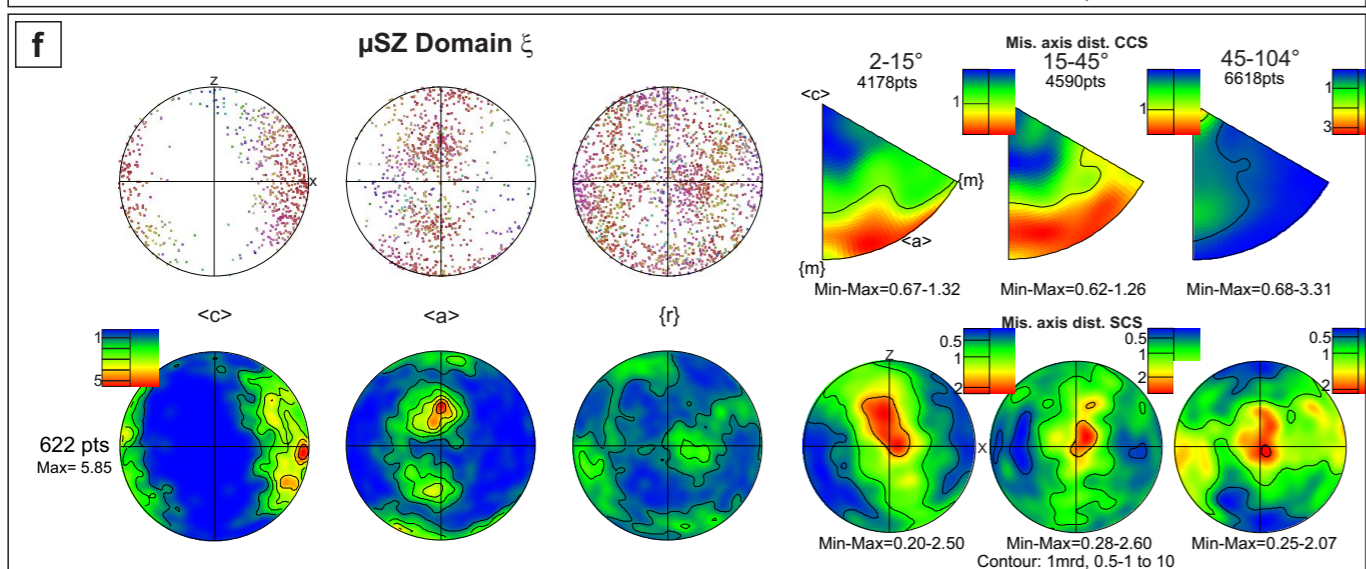 f
µSZ Domain ξ
Mis. axis dist. CCS
2-15°
15-45°
45-104°
4178pts
4590pts
6618pts
z
x
<c>
{m}
<a>
{m}
1
1
1
3
Min-Max=0.67-1.32
Min-Max=0.62-1.26
Min-Max=0.68-3.31
<c>
<a>
{r}
Mis. axis dist. SCS
1
5
0.5
1
2
0.5
1
2
0.5
1
2
z
x
622 pts
Max= 5.85
Min-Max=0.20-2.50
Min-Max=0.28-2.60
Min-Max=0.25-2.07
Contour: 1mrd, 0.5-1 to 10